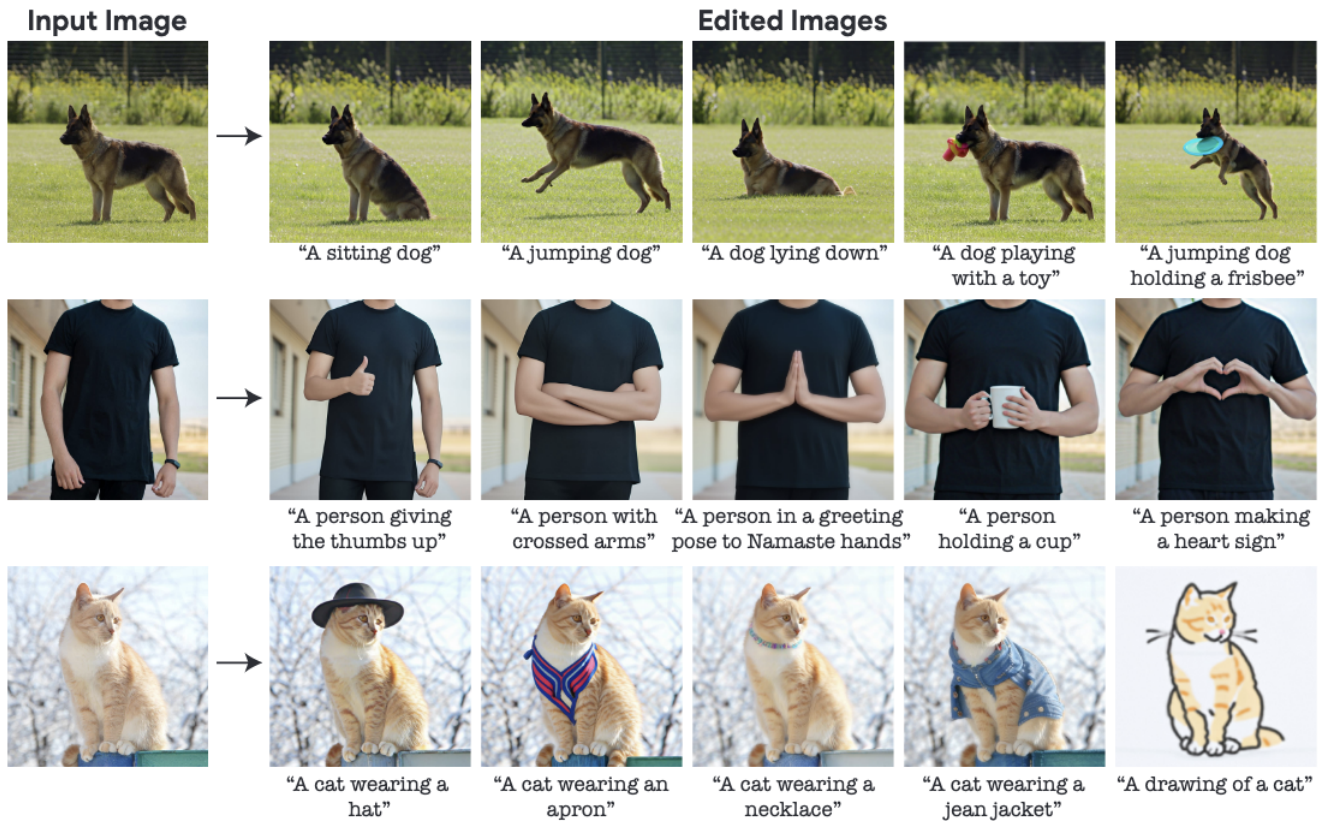 Input Image
Edited Images
“A sitting dog”
“A jumping dog”
“A dog lying down”
“A dog playing
with a toy”
“A jumping dog
holding a frisbee”
“A person giving
the thumbs up”
“A person with
crossed arms”
“A person in a greeting
pose to Namaste hands”
“A person
holding a cup”
“A person making
a heart sign”
“A cat wearing a
hat”
“A cat wearing an
apron”
“A cat wearing a
necklace”
“A cat wearing a
jean jacket”
“A drawing of a cat”